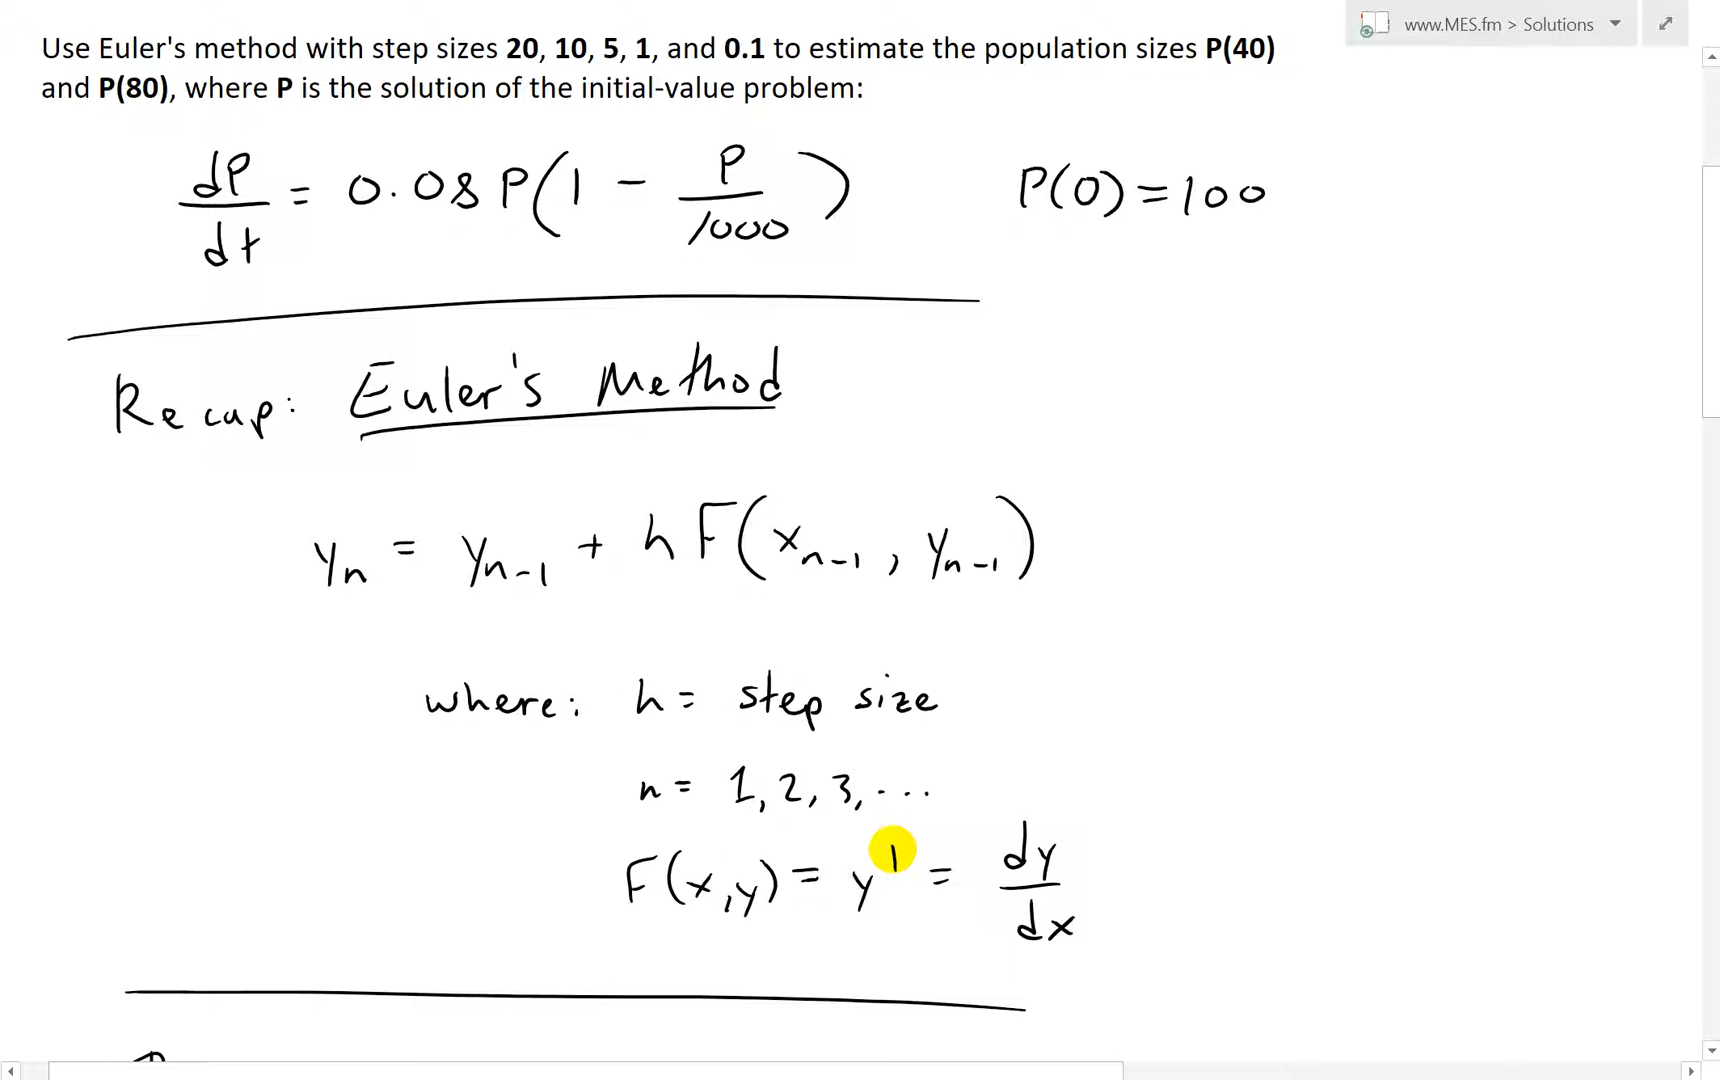 www.MES.fm > Solutions
Use Euler's method with step sizes 20, 10, 5, 1, and 0.1 to estimate the population sizes P(40)
and P(80), where P is the solution of the initial-value problem:
dP/dt = 0.08 P(1 - P/1000) P(0) = 100
Recap: Euler's Method
yn = yn-1 + h F(xn-1, yn-1)
where: h = step size
n = 1, 2, 3, ...
F(x,y) = y' = dy/dx